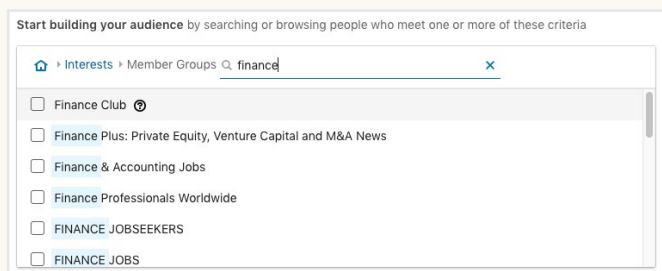 Start building your audience by searching or browsing people who meet one or more of these criteria
Interests Member Groups finance
Finance Club
Finance Plus: Private Equity, Venture Capital and M&A News
Finance & Accounting Jobs
Finance Professionals Worldwide
FINANCE JOBSEEKERS
FINANCE JOBS